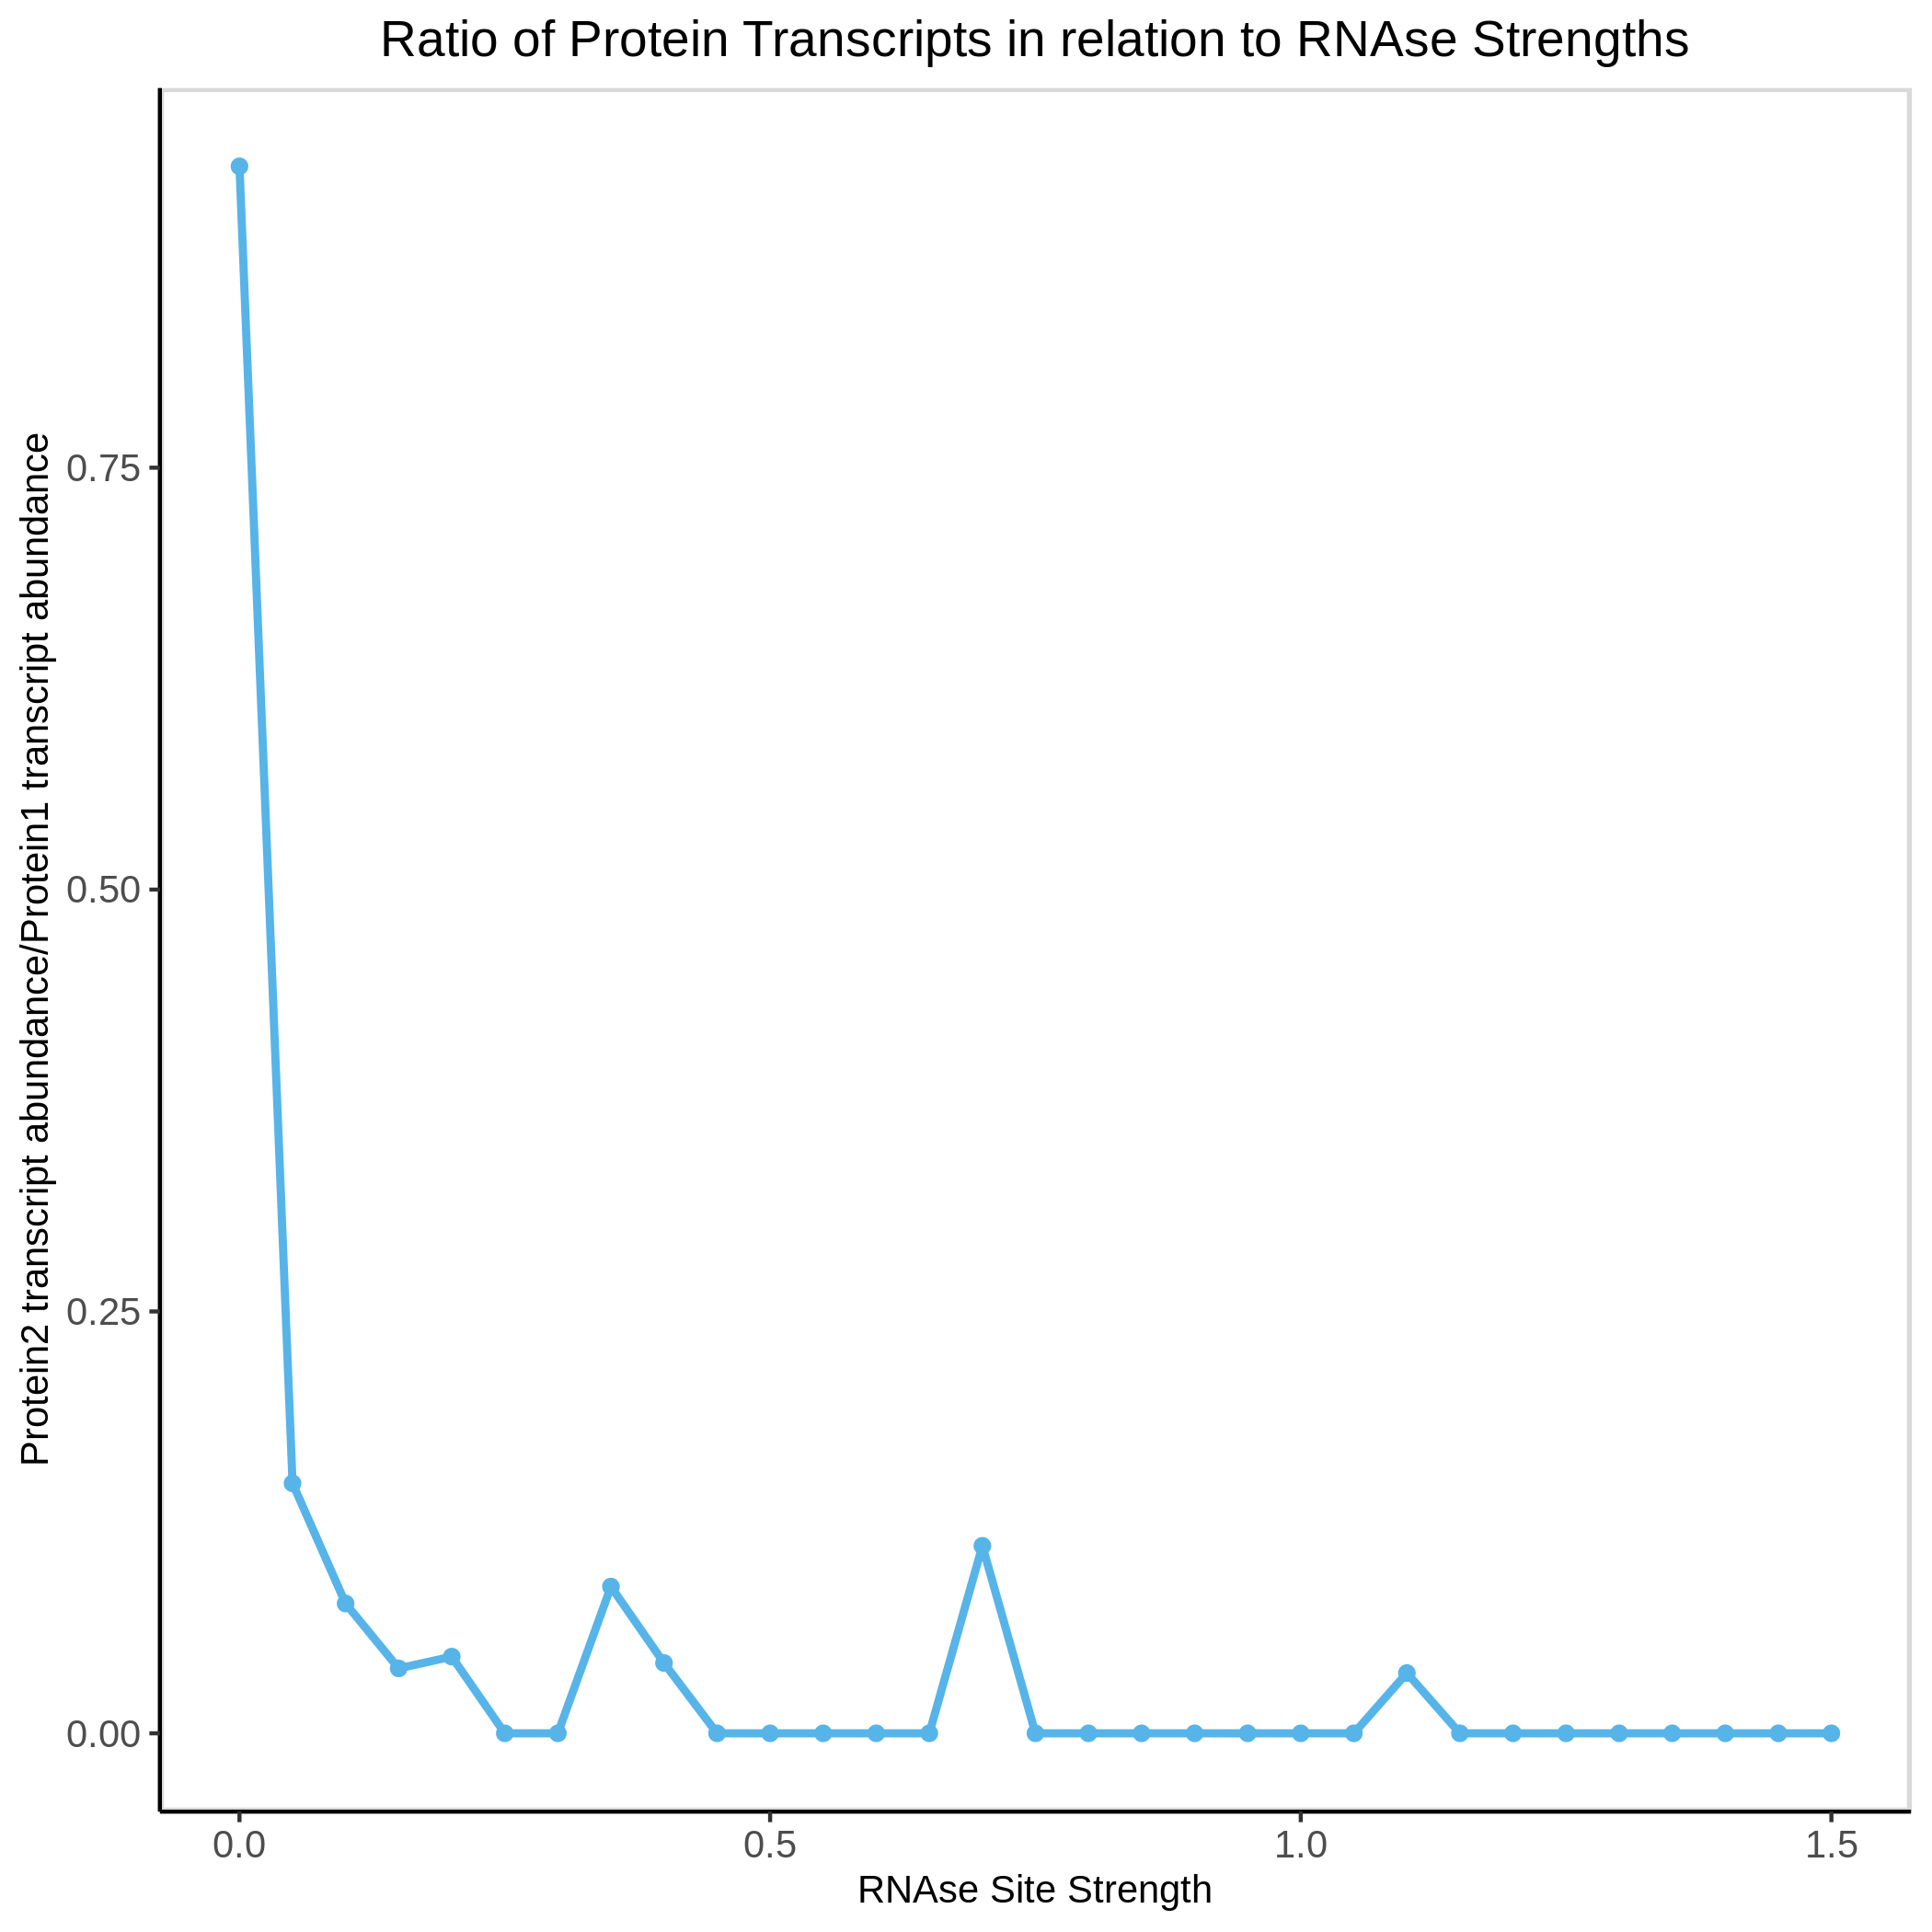 Ratio of Protein Transcripts in relation to RNAse Strengths
Protein2 transcript abundance/Protein1 transcript abundance
0.75
0.50
0.25
0.00
0.0
0.5
1.0
1.5
RNAse Site Strength